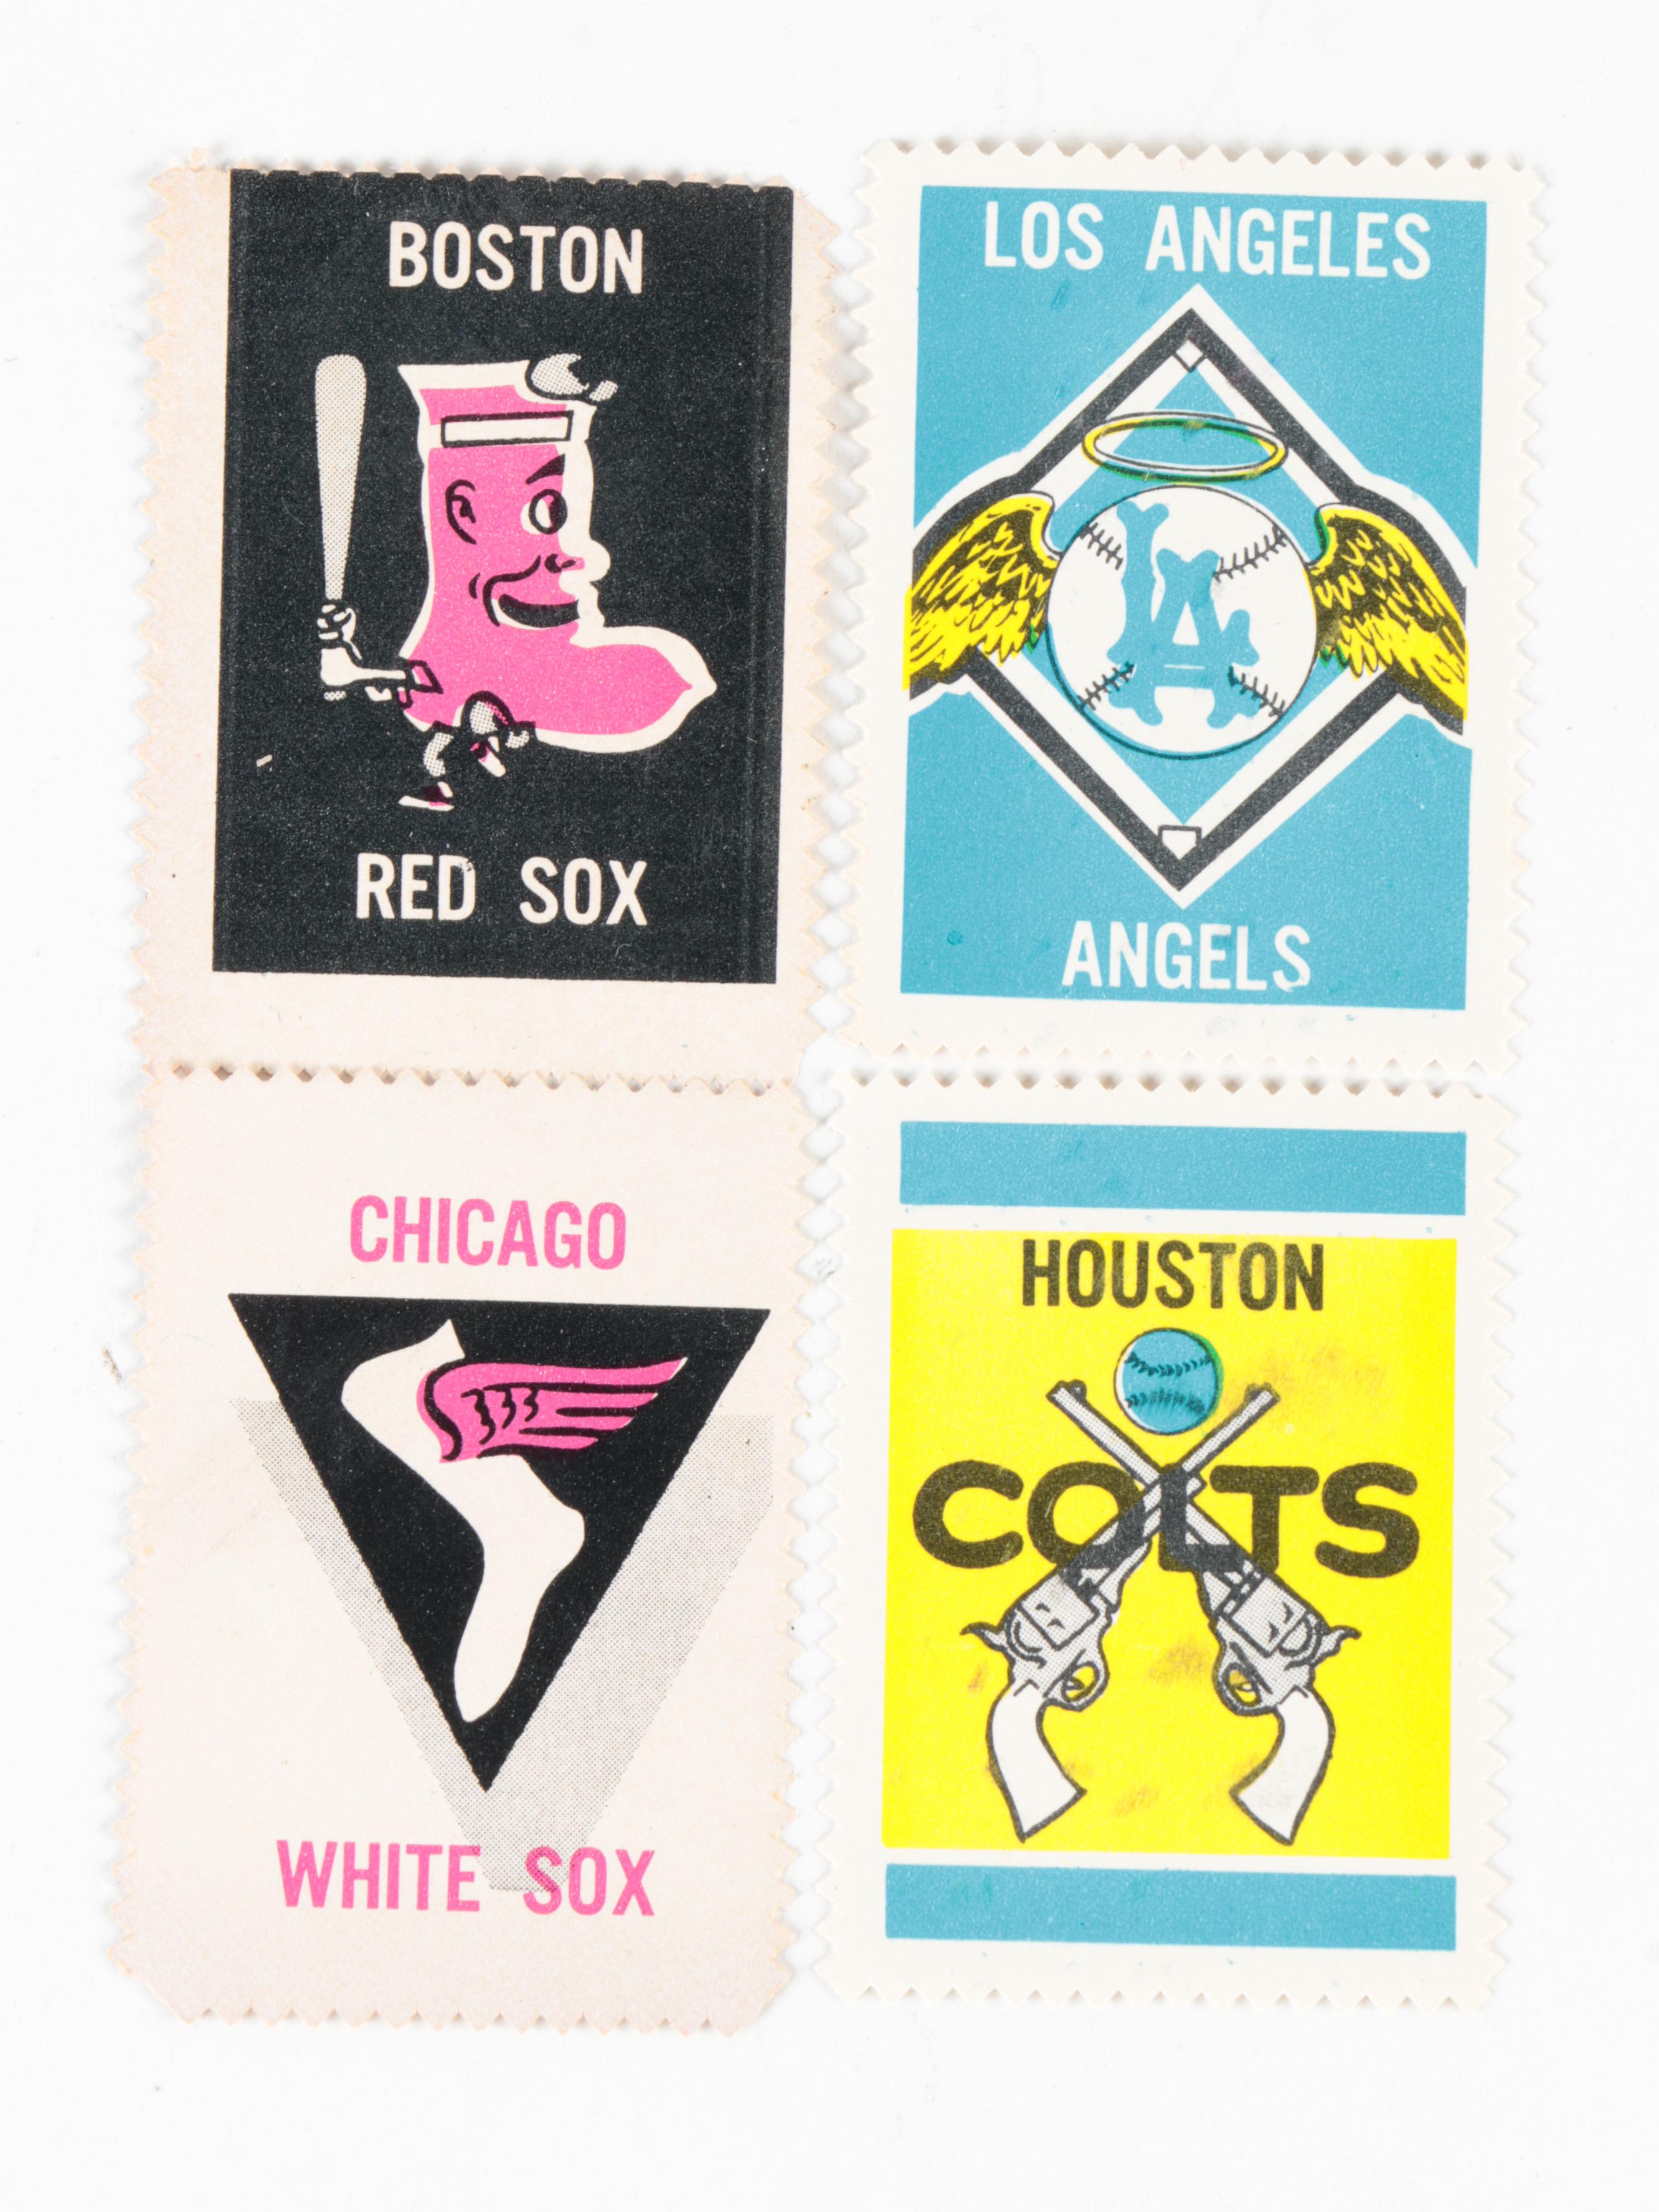 BOSTON
RED SOX
LOS ANGELES
LA
ANGELS
CHICAGO
WHITE SOX
HOUSTON
COLTS